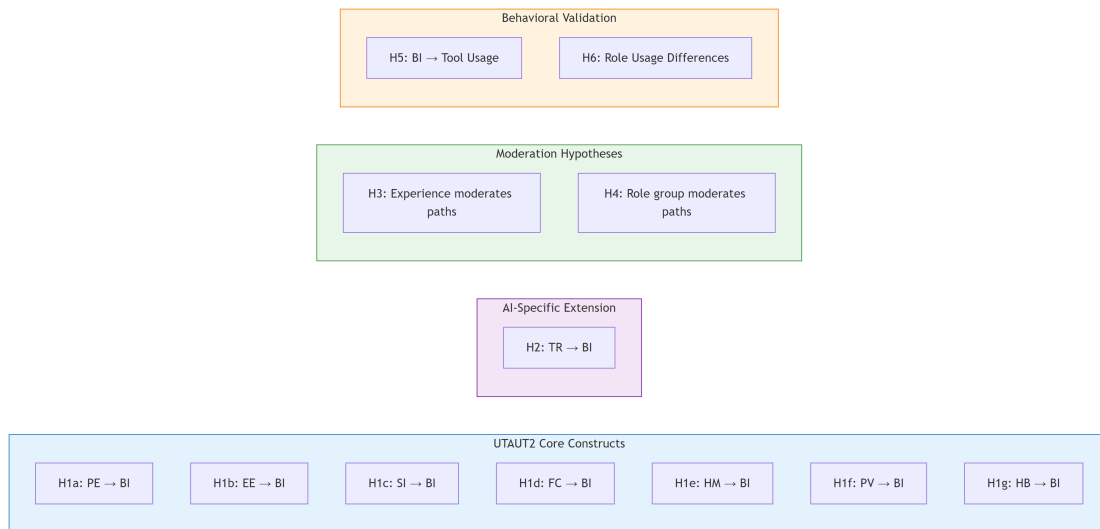 Behavioral Validation
H5: BI → Tool Usage
H6: Role Usage Differences
Moderation Hypotheses
H3: Experience moderates
paths
H4: Role group moderates
paths
AI-Specific Extension
H2: TR → BI
UTAUT2 Core Constructs
H1a: PE → BI
H1b: EE → BI
H1c: SI → BI
H1d: FC → BI
H1e: HM → BI
H1f: PV → BI
H1g: HB → BI